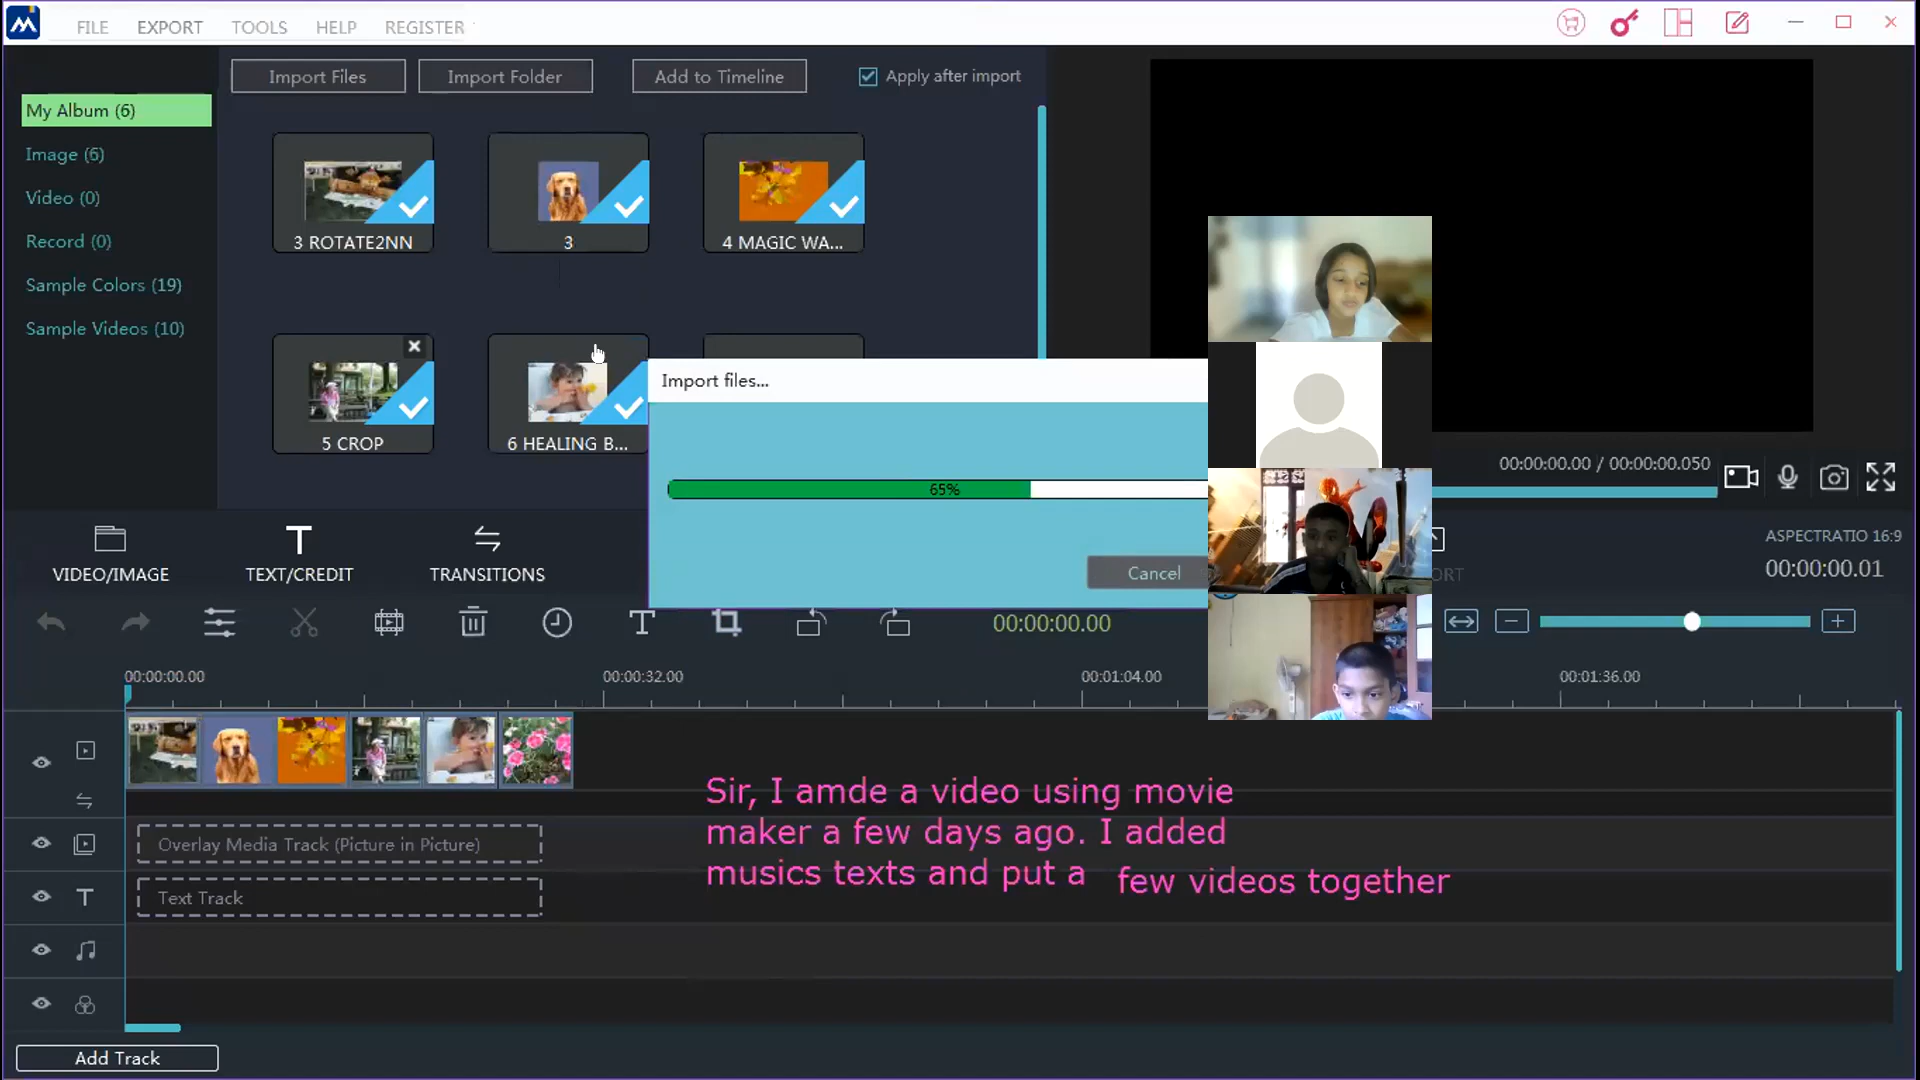 FILE EXPORT TOOLS HELP REGISTER
Import Files Import Folder Add to Timeline Apply after import
My Album (6)
Image (6)
Video (0)
Record (0)
Sample Colors (19)
Sample Videos (10)
3 ROTATE2NN 3 4 MAGIC WA...
5 CROP 6 HEALING B...
Import files...
65%
Cancel
00:00:00.00 / 00:00:00.050
VIDEO/IMAGE TEXT/CREDIT TRANSITIONS
ASPECTRATIO 16:9
00:00:00.01
00:00:00.00
00:00:00.00 00:00:32.00 00:01:04.00 00:01:36.00
Sir, I amde a video using movie
maker a few days ago. I added
musics texts and put a few videos together
Overlay Media Track (Picture in Picture)
Text Track
Add Track